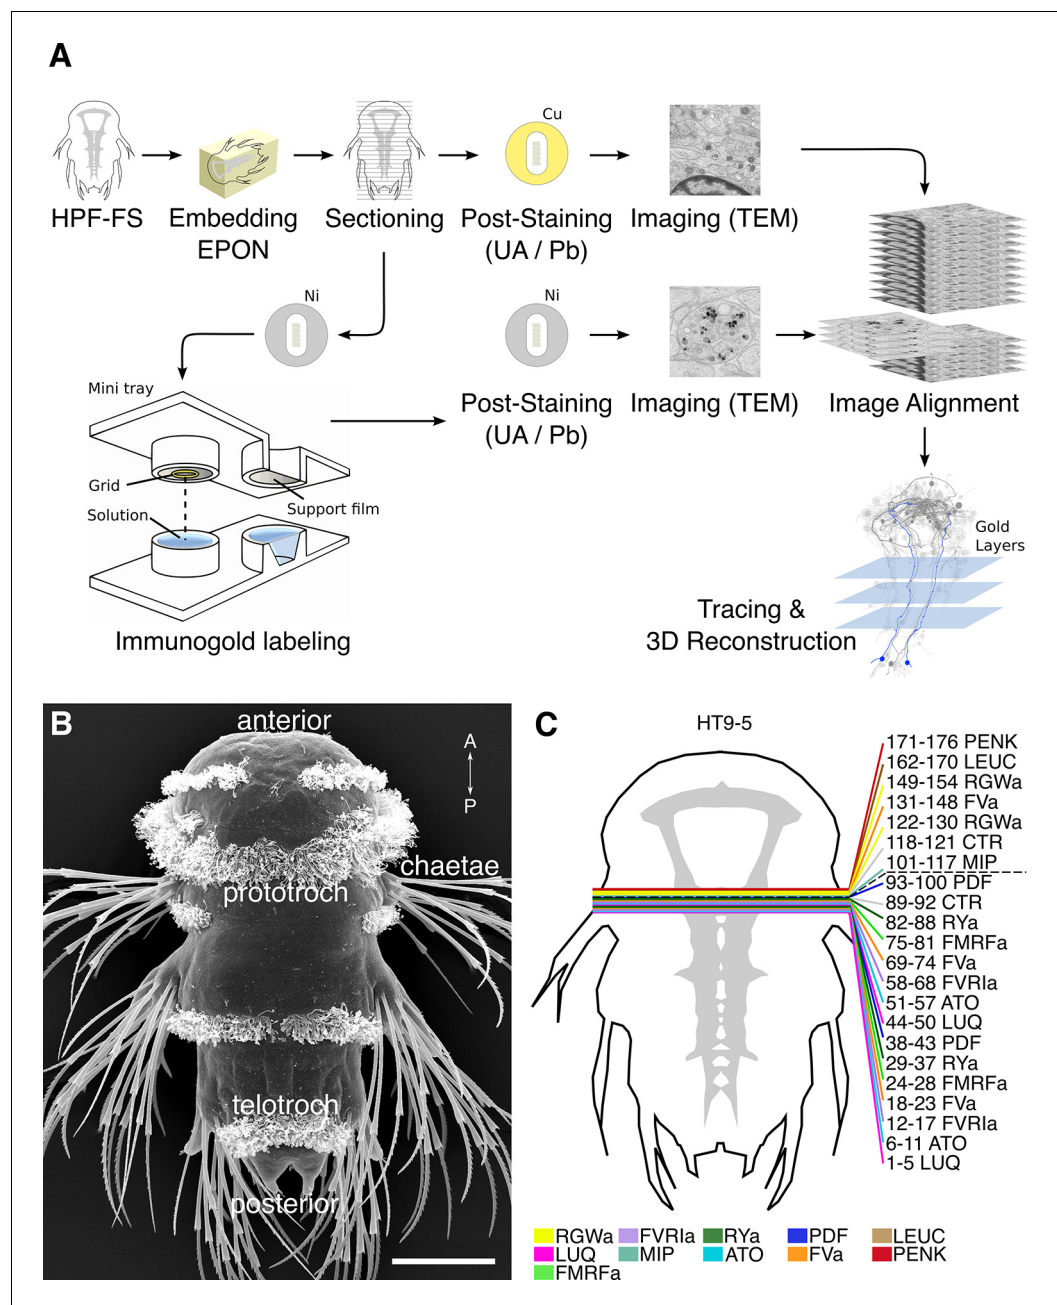 A
Cu
HPF-FS
Embedding
EPON
Sectioning
Post-Staining
(UA / Pb)
Imaging (TEM)
Ni
Ni
Mini tray
Grid
Solution
Support film
Immunogold labeling
Post-Staining
(UA / Pb)
Imaging (TEM)
Image Alignment
Gold
Layers
Tracing &
3D Reconstruction
B
anterior
A
P
chaetae
prototroch
telotroch
posterior
C
HT9-5
171-176 PENK
162-170 LEUC
149-154 RGWa
131-148 FVa
122-130 RGWa
118-121 CTR
101-117 MIP
93-100 PDF
89-92 CTR
82-88 RYa
75-81 FMRFa
69-74 FVa
58-68 FVRIa
51-57 ATO
44-50 LUQ
38-43 PDF
29-37 RYa
24-28 FMRFa
18-23 FVa
12-17 FVRIa
6-11 ATO
1-5 LUQ
RGWa FVRIa RYa PDF LEUC
LUQ MIP ATO FVa PENK
FMRFa